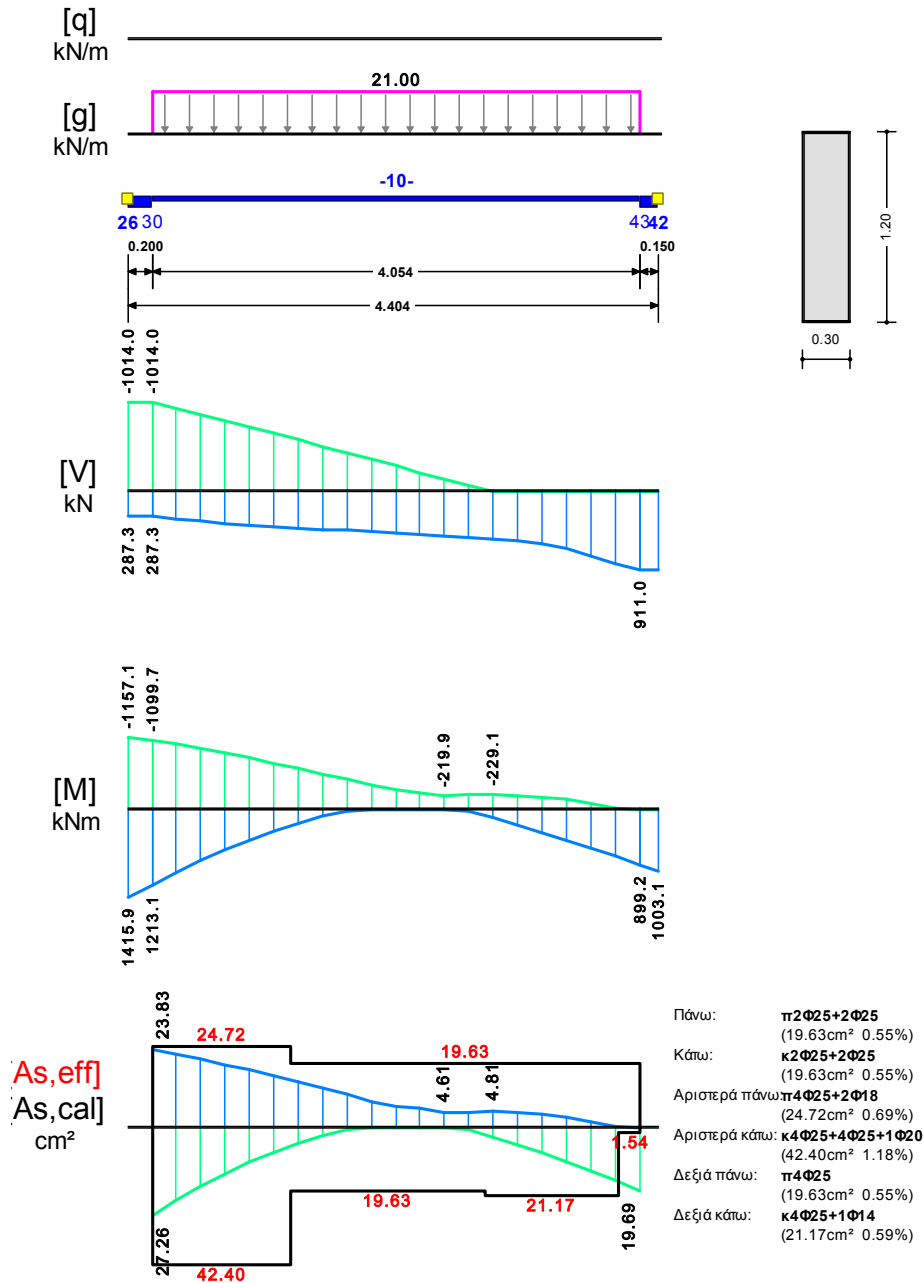 [q]
kN/m
21.00
[g]
kN/m
-10-
26 30
43 42
0.200
4.054
0.150
4.404
1.20
0.30
-1014.0
-1014.0
[V]
kN
287.3
287.3
911.0
-1157.1
-1099.7
-219.9
-229.1
[M]
kNm
1415.9
1213.1
899.2
1003.1
23.83
24.72
19.63
4.61
4.81
As,eff]
As,cal]
cm²
1.54
27.26
42.40
19.63
21.17
19.69
Πάνω: π2Φ25+2Φ25
(19.63cm² 0.55%)
Κάτω: κ2Φ25+2Φ25
(19.63cm² 0.55%)
Αριστερά πάνω: π4Φ25+2Φ18
(24.72cm² 0.69%)
Αριστερά κάτω: κ4Φ25+4Φ25+1Φ20
(42.40cm² 1.18%)
Δεξιά πάνω: π4Φ25
(19.63cm² 0.55%)
Δεξιά κάτω: κ4Φ25+1Φ14
(21.17cm² 0.59%)